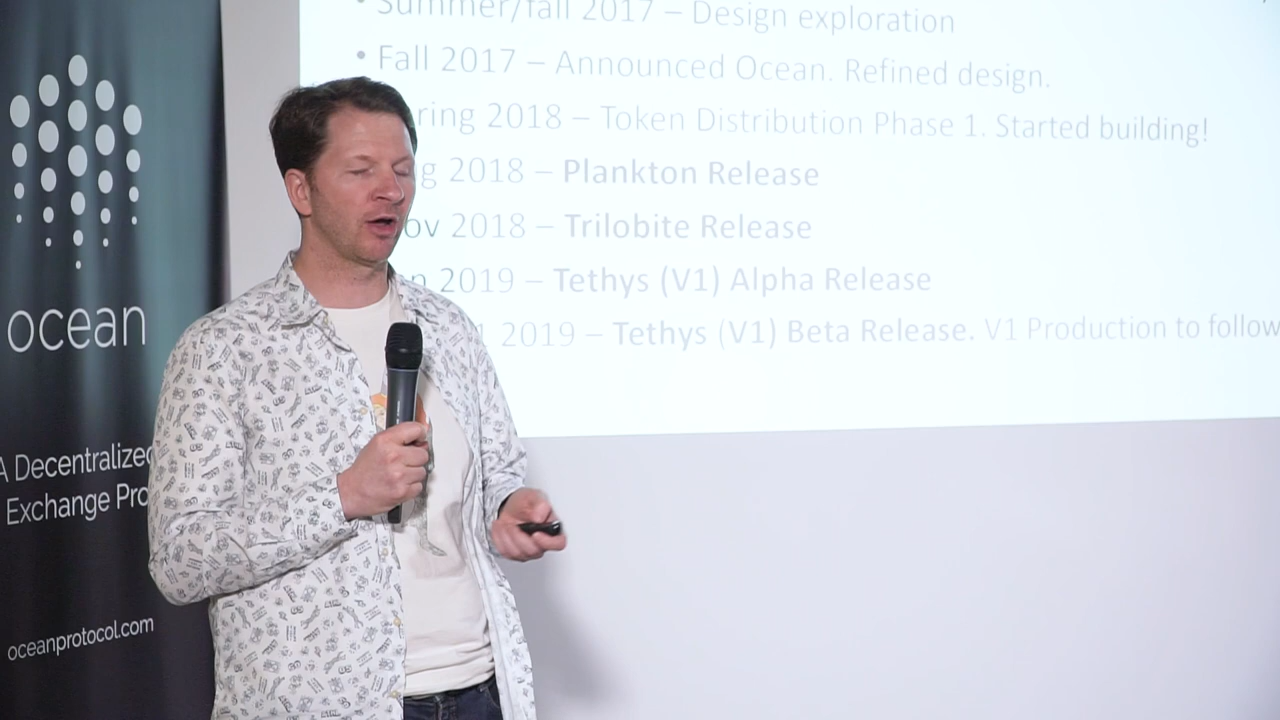 ocean
A Decentralized
Exchange Pro
oceanprotocol.com
• Summer/fall 2017 – Design exploration
• Fall 2017 – Announced Ocean. Refined design.
ring 2018 – Token Distribution Phase 1. Started building!
g 2018 – Plankton Release
ov 2018 – Trilobite Release
2019 – Tethys (V1) Alpha Release
2019 – Tethys (V1) Beta Release. V1 Production to follow